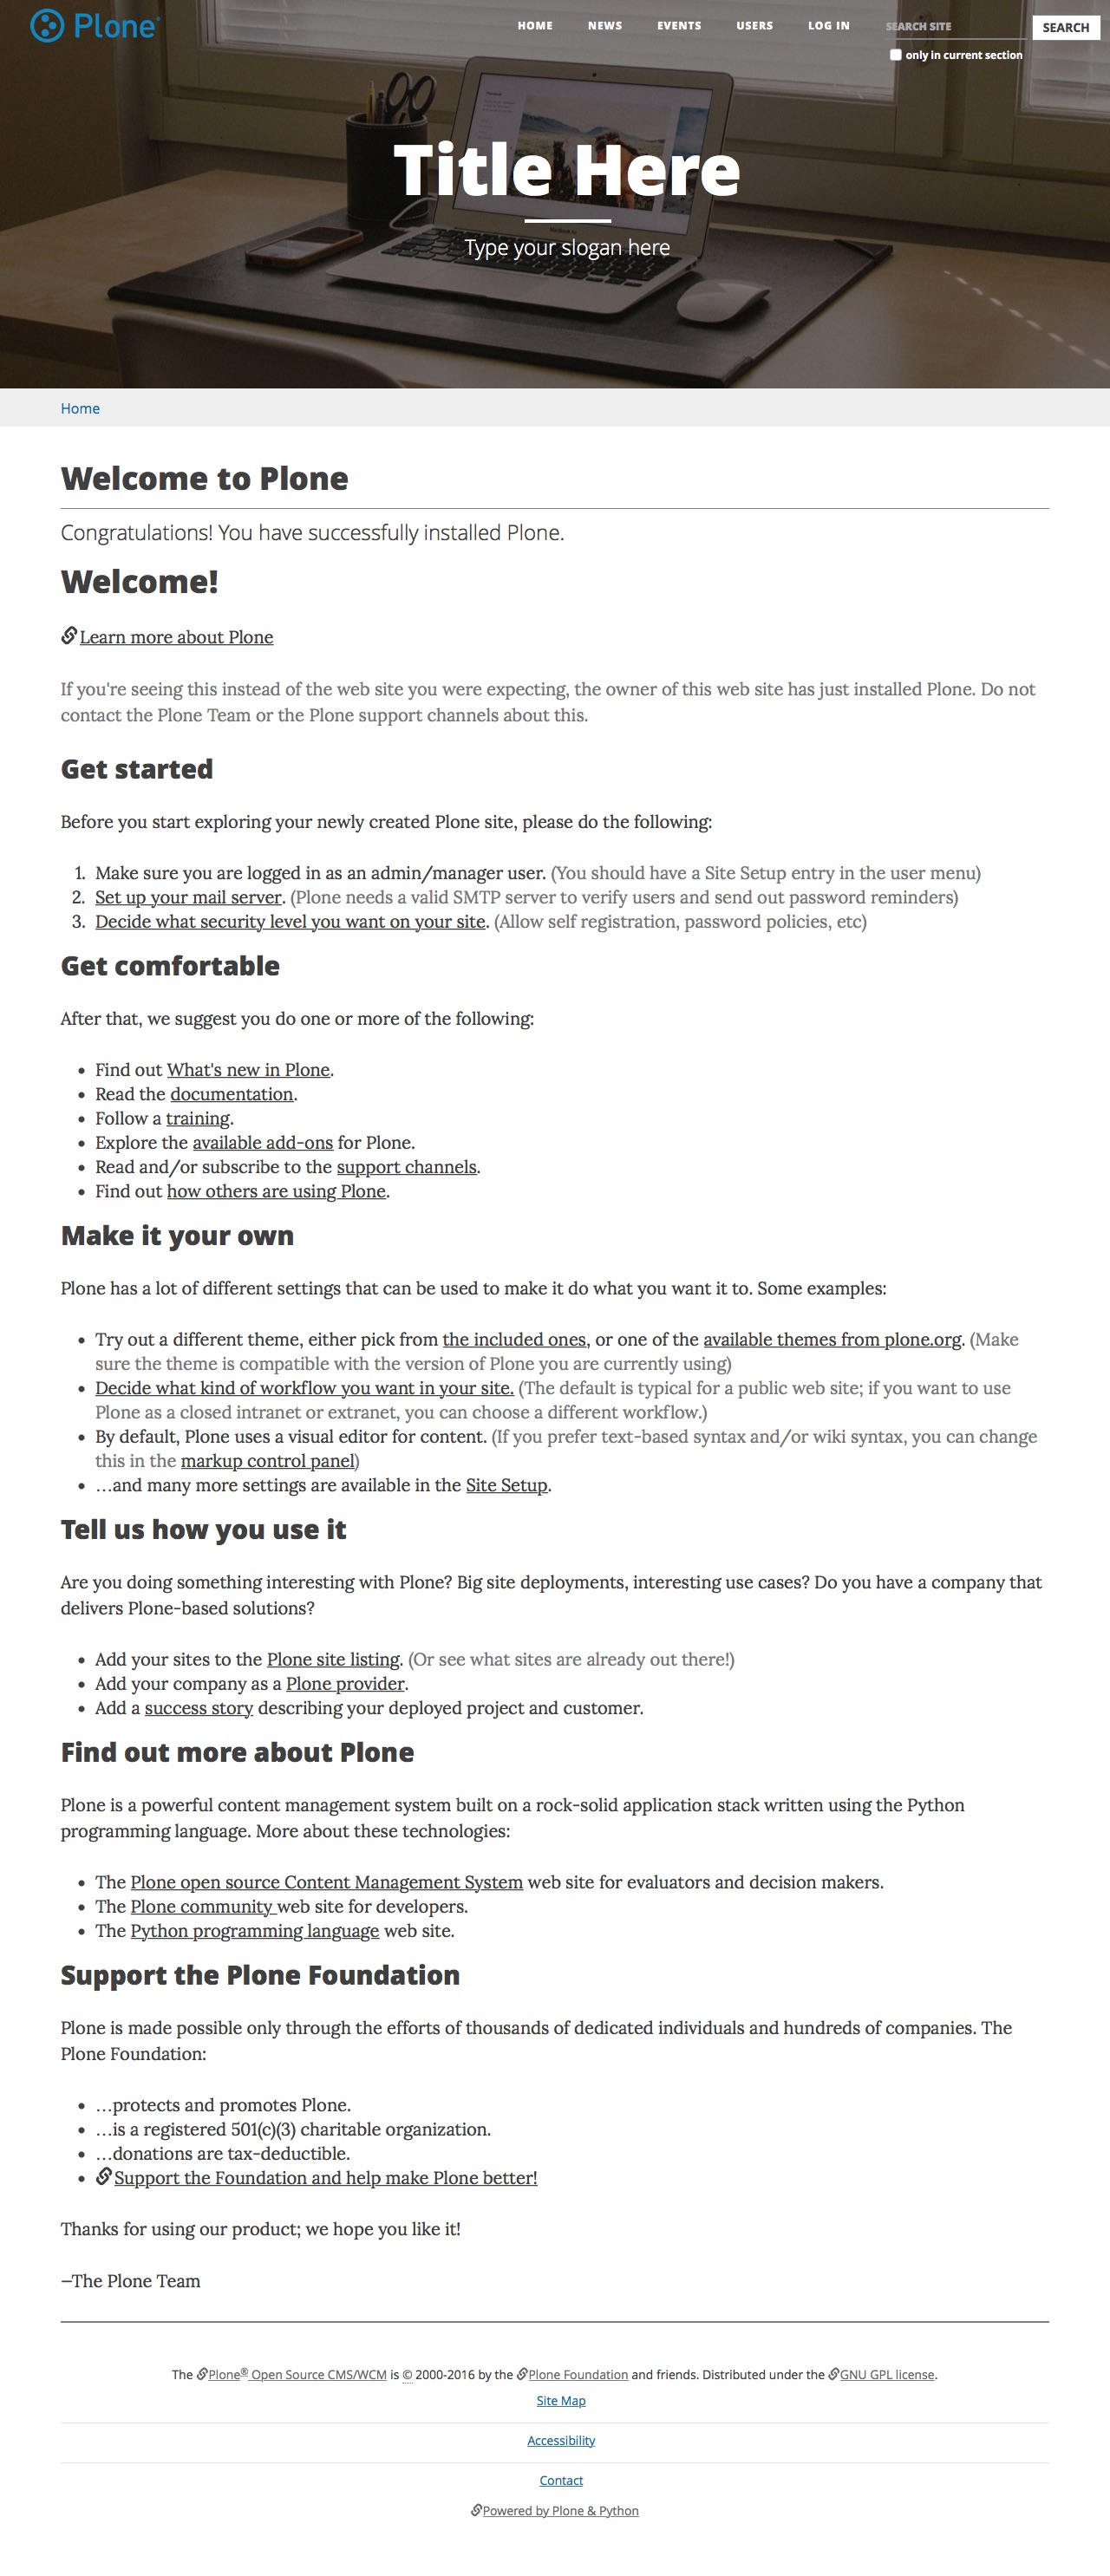 Plone
HOME NEWS EVENTS USERS LOG IN SEARCH SITE SEARCH
only in current section
Title Here
Type your slogan here
Home
Welcome to Plone
Congratulations! You have successfully installed Plone.
Welcome!
Learn more about Plone
If you're seeing this instead of the web site you were expecting, the owner of this web site has just installed Plone. Do not
contact the Plone Team or the Plone support channels about this.
Get started
Before you start exploring your newly created Plone site, please do the following:
1. Make sure you are logged in as an admin/manager user. (You should have a Site Setup entry in the user menu)
2. Set up your mail server. (Plone needs a valid SMTP server to verify users and send out password reminders)
3. Decide what security level you want on your site. (Allow self registration, password policies, etc)
Get comfortable
After that, we suggest you do one or more of the following:
• Find out What's new in Plone.
• Read the documentation.
• Follow a training.
• Explore the available add-ons for Plone.
• Read and/or subscribe to the support channels.
• Find out how others are using Plone.
Make it your own
Plone has a lot of different settings that can be used to make it do what you want it to. Some examples:
• Try out a different theme, either pick from the included ones, or one of the available themes from plone.org. (Make
sure the theme is compatible with the version of Plone you are currently using)
• Decide what kind of workflow you want in your site. (The default is typical for a public web site; if you want to use
Plone as a closed intranet or extranet, you can choose a different workflow.)
• By default, Plone uses a visual editor for content. (If you prefer text-based syntax and/or wiki syntax, you can change
this in the markup control panel)
• …and many more settings are available in the Site Setup.
Tell us how you use it
Are you doing something interesting with Plone? Big site deployments, interesting use cases? Do you have a company that
delivers Plone-based solutions?
• Add your sites to the Plone site listing. (Or see what sites are already out there!)
• Add your company as a Plone provider.
• Add a success story describing your deployed project and customer.
Find out more about Plone
Plone is a powerful content management system built on a rock-solid application stack written using the Python
programming language. More about these technologies:
• The Plone open source Content Management System web site for evaluators and decision makers.
• The Plone community web site for developers.
• The Python programming language web site.
Support the Plone Foundation
Plone is made possible only through the efforts of thousands of dedicated individuals and hundreds of companies. The
Plone Foundation:
• …protects and promotes Plone.
• …is a registered 501(c)(3) charitable organization.
• …donations are tax-deductible.
• Support the Foundation and help make Plone better!
Thanks for using our product; we hope you like it!
—The Plone Team
The Plone® Open Source CMS/WCM is © 2000-2016 by the Plone Foundation and friends. Distributed under the GNU GPL license.
Site Map
Accessibility
Contact
Powered by Plone & Python